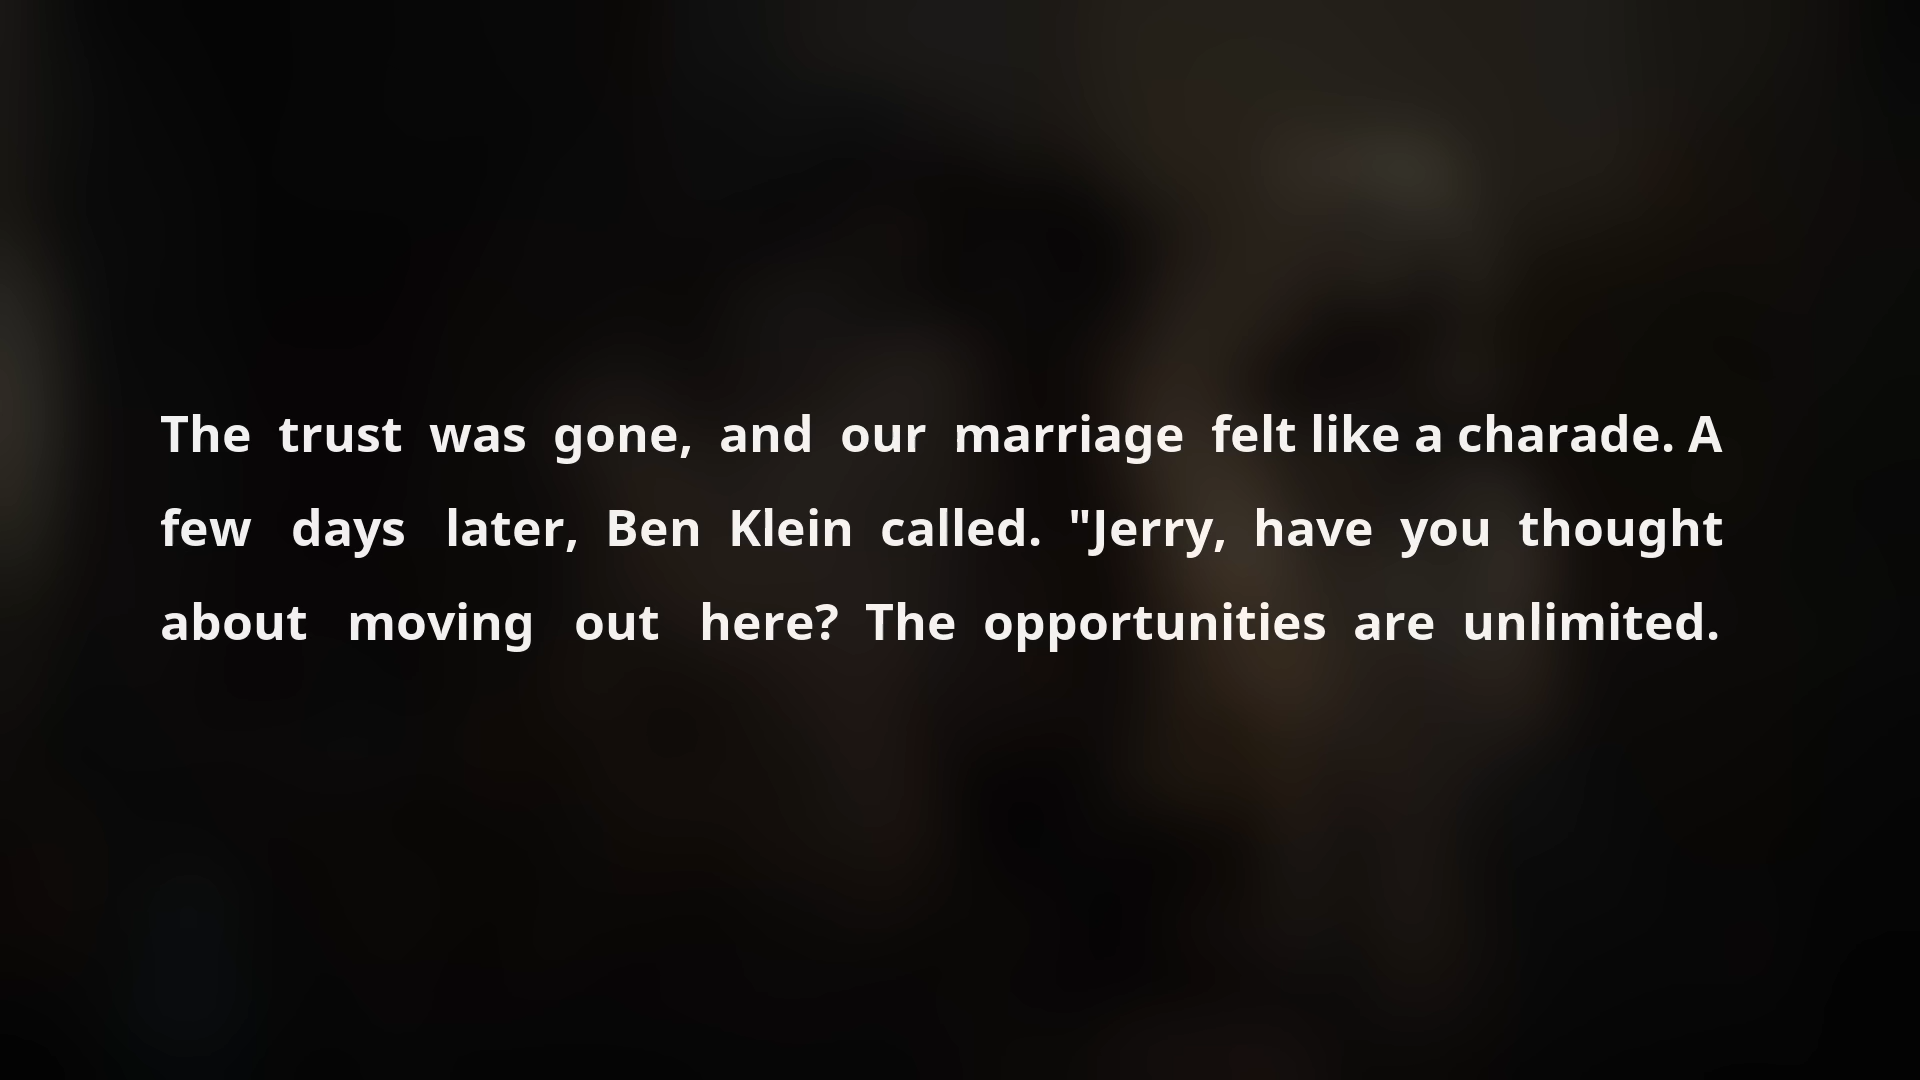 The trust was gone, and our marriage felt like a charade. A
few days later, Ben Klein called. "Jerry, have you thought
about moving out here? The opportunities are unlimited.